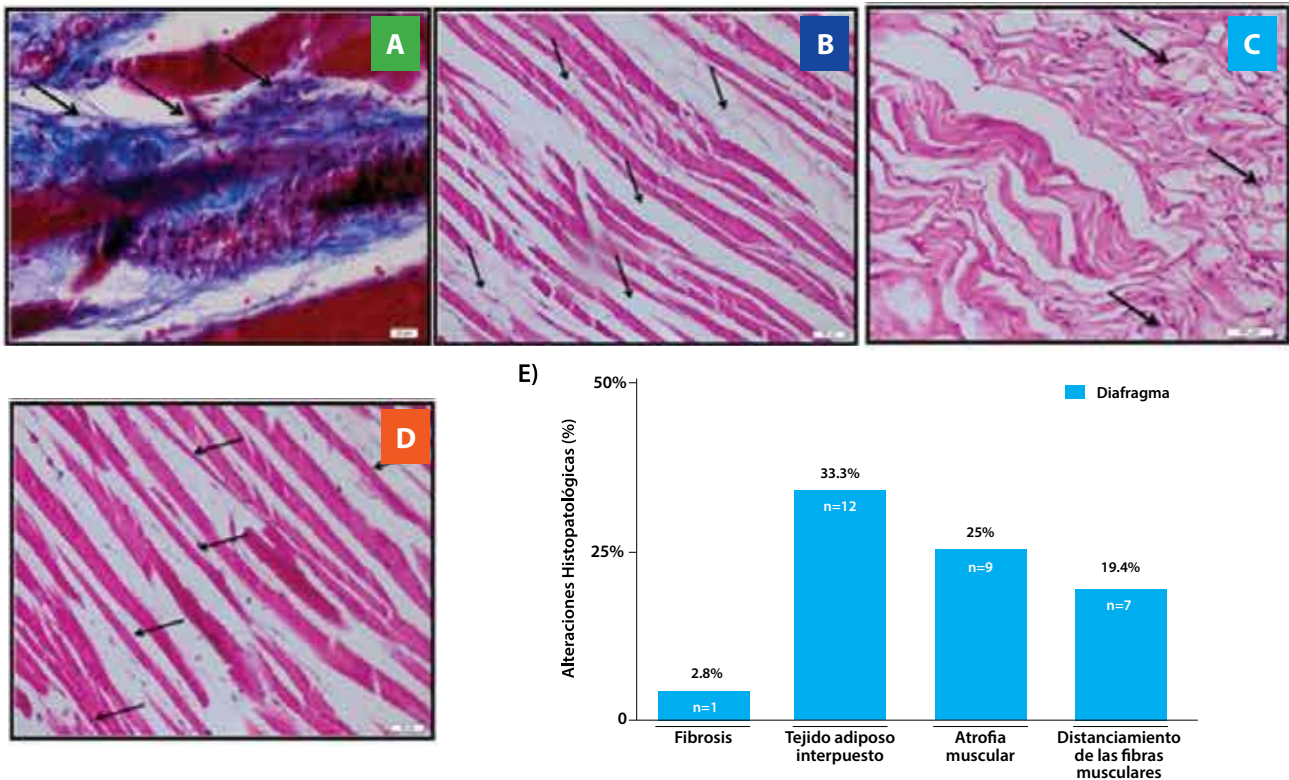 A
B
C
D
E)
Alteraciones Histopatológicas (%)
50%
25%
0
Diafragma
2.8%
n=1
33.3%
n=12
25%
n=9
19.4%
n=7
Fibrosis
Tejido adiposo
interpuesto
Atrofia
muscular
Distanciamiento
de las fibras
musculares